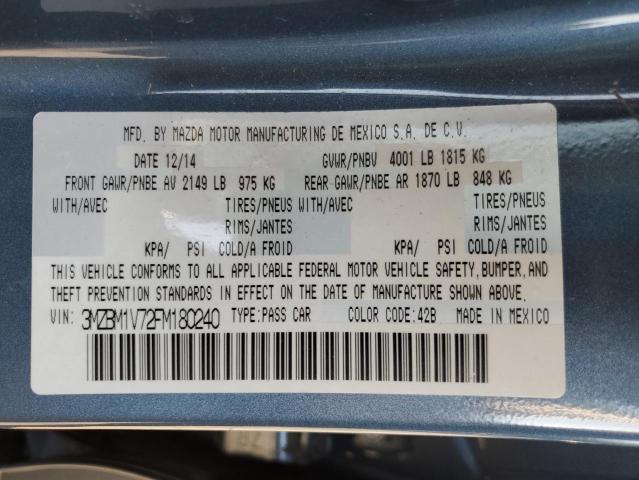 MFD. BY MAZDA MOTOR MANUFACTURING DE MEXICO S.A. DE C.V.
DATE 12/14 GVWR/PNBV 4001 LB 1815 KG
FRONT GAWR/PNBE AV 2149 LB 975 KG REAR GAWR/PNBE AR 1870 LB 848 KG
WITH/AVEC TIRES/PNEUS WITH/AVEC TIRES/PNEUS
RIMS/JANTES RIMS/JANTES
KPA/ PSI COLD/A FROID KPA/ PSI COLD/A FROID
THIS VEHICLE CONFORMS TO ALL APPLICABLE FEDERAL MOTOR VEHICLE SAFETY, BUMPER, AND
THEFT PREVENTION STANDARDS IN EFFECT ON THE DATE OF MANUFACTURE SHOWN ABOVE.
VIN: 3MZBM1V72FM180240 TYPE:PASS CAR COLOR CODE:42B MADE IN MEXICO